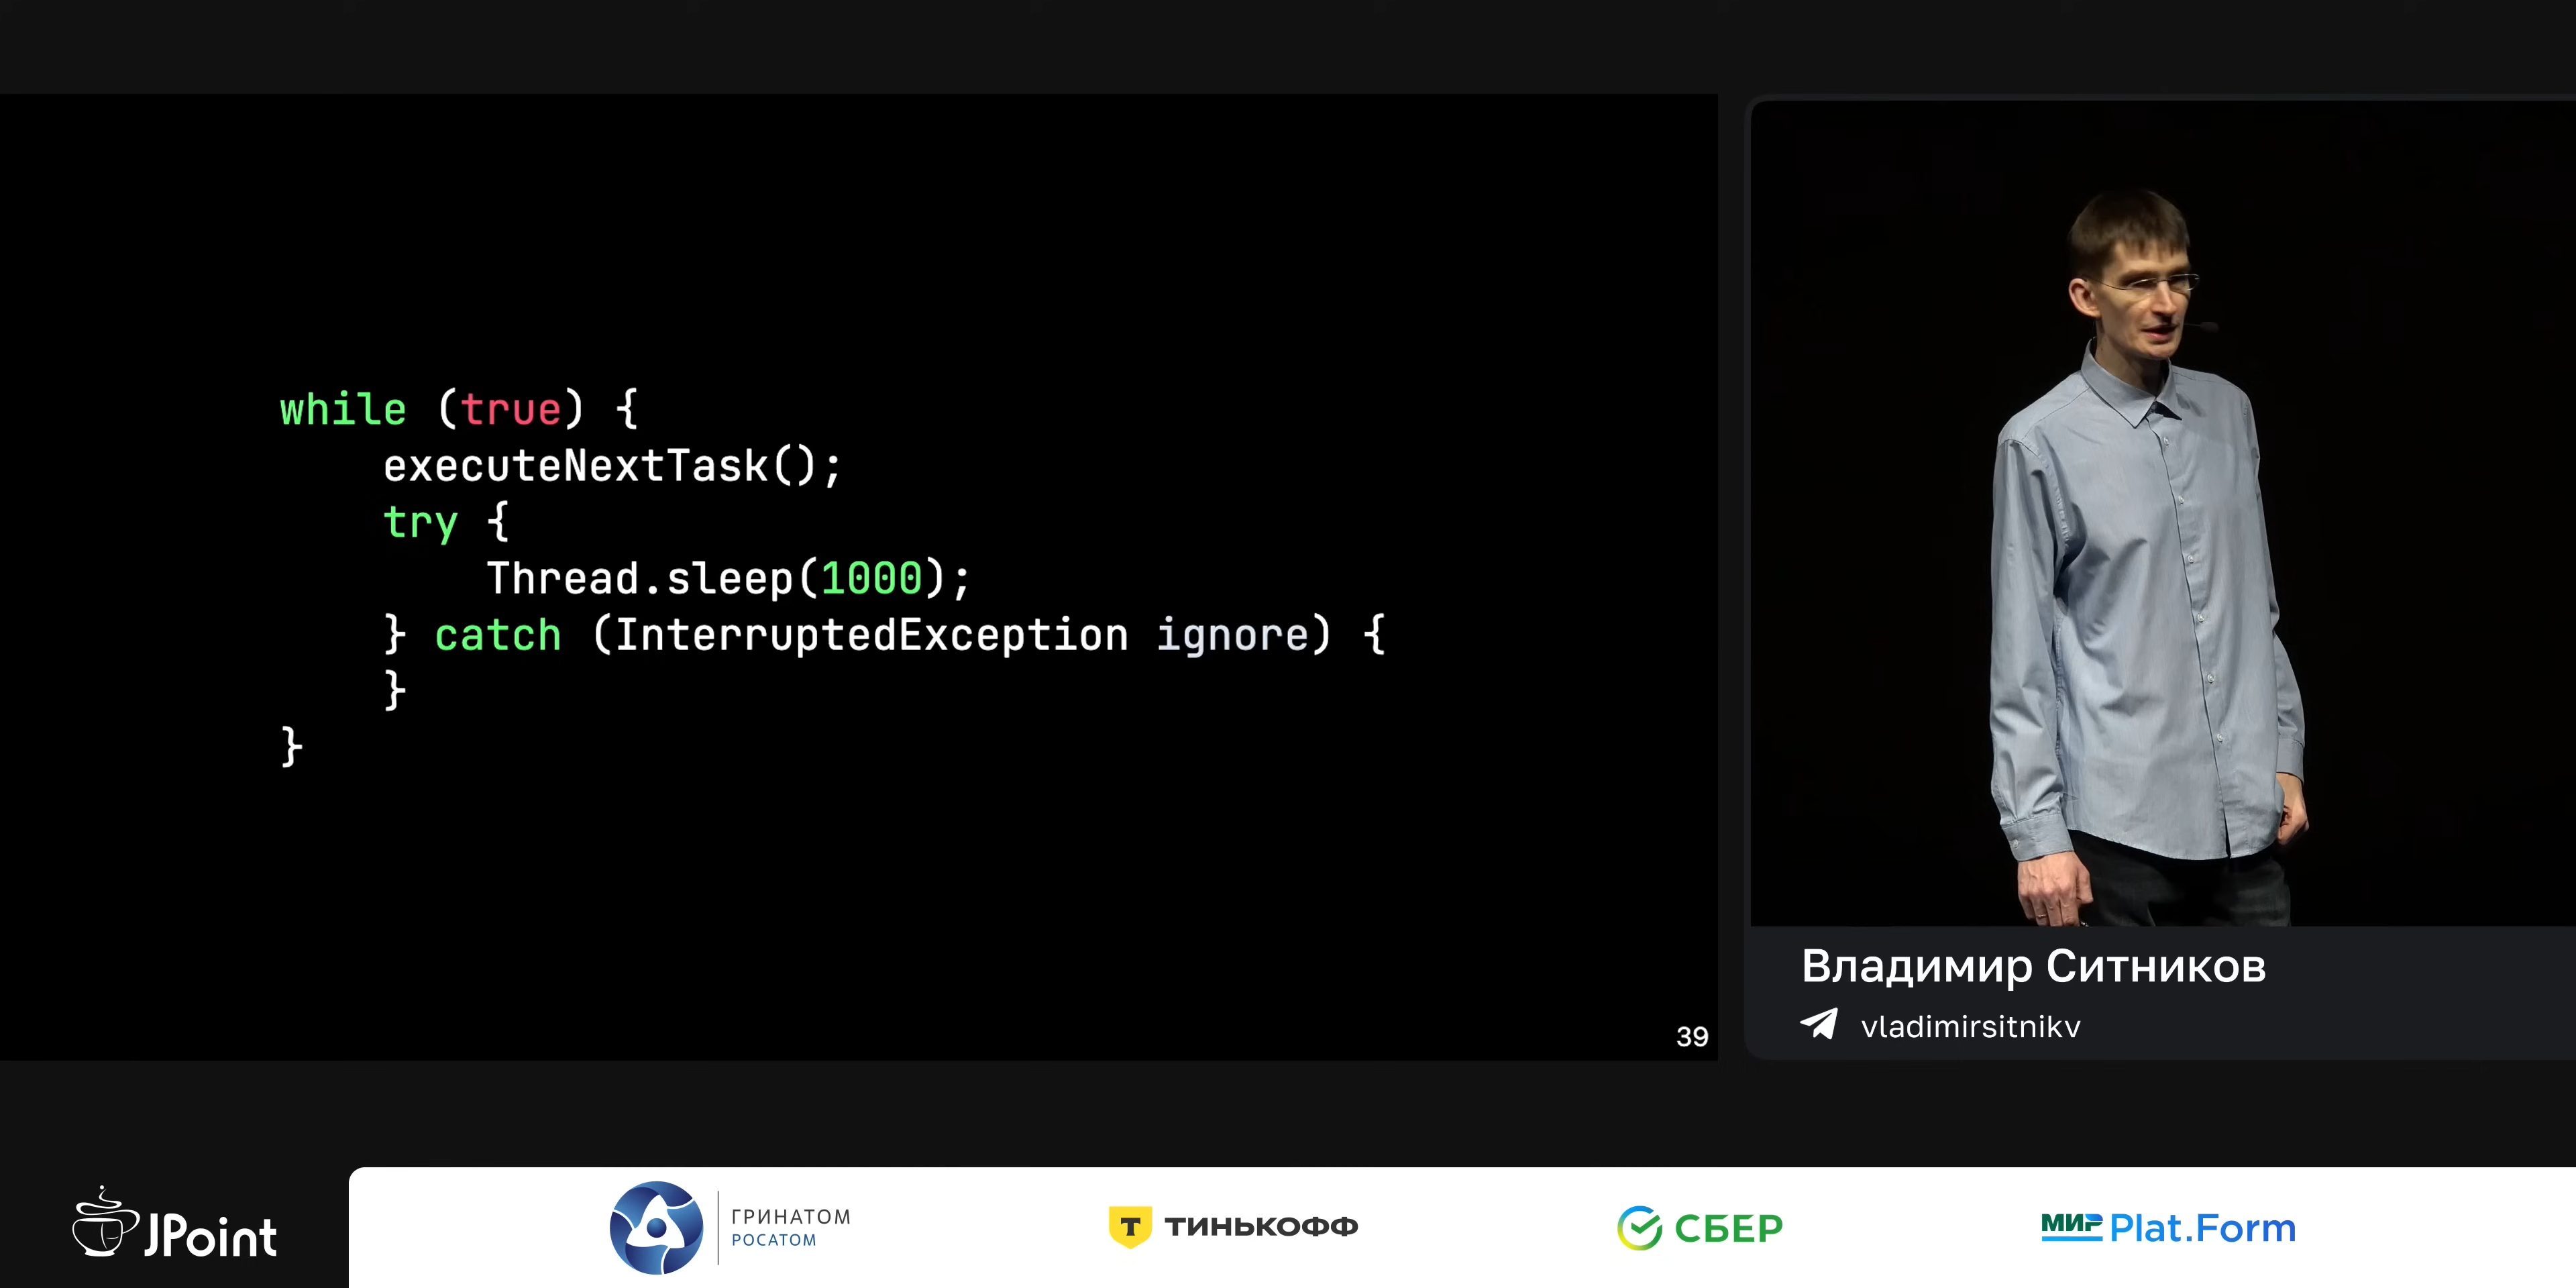 while (true) {
    executeNextTask();
    try {
        Thread.sleep(1000);
    } catch (InterruptedException ignore) {
    }
}
39
Владимир Ситников
vladimirsitnikv
JPoint
ГРИНАТОМ
РОСАТОМ
Т ТИНЬКОФФ
СБЕР
МИР Plat.Form